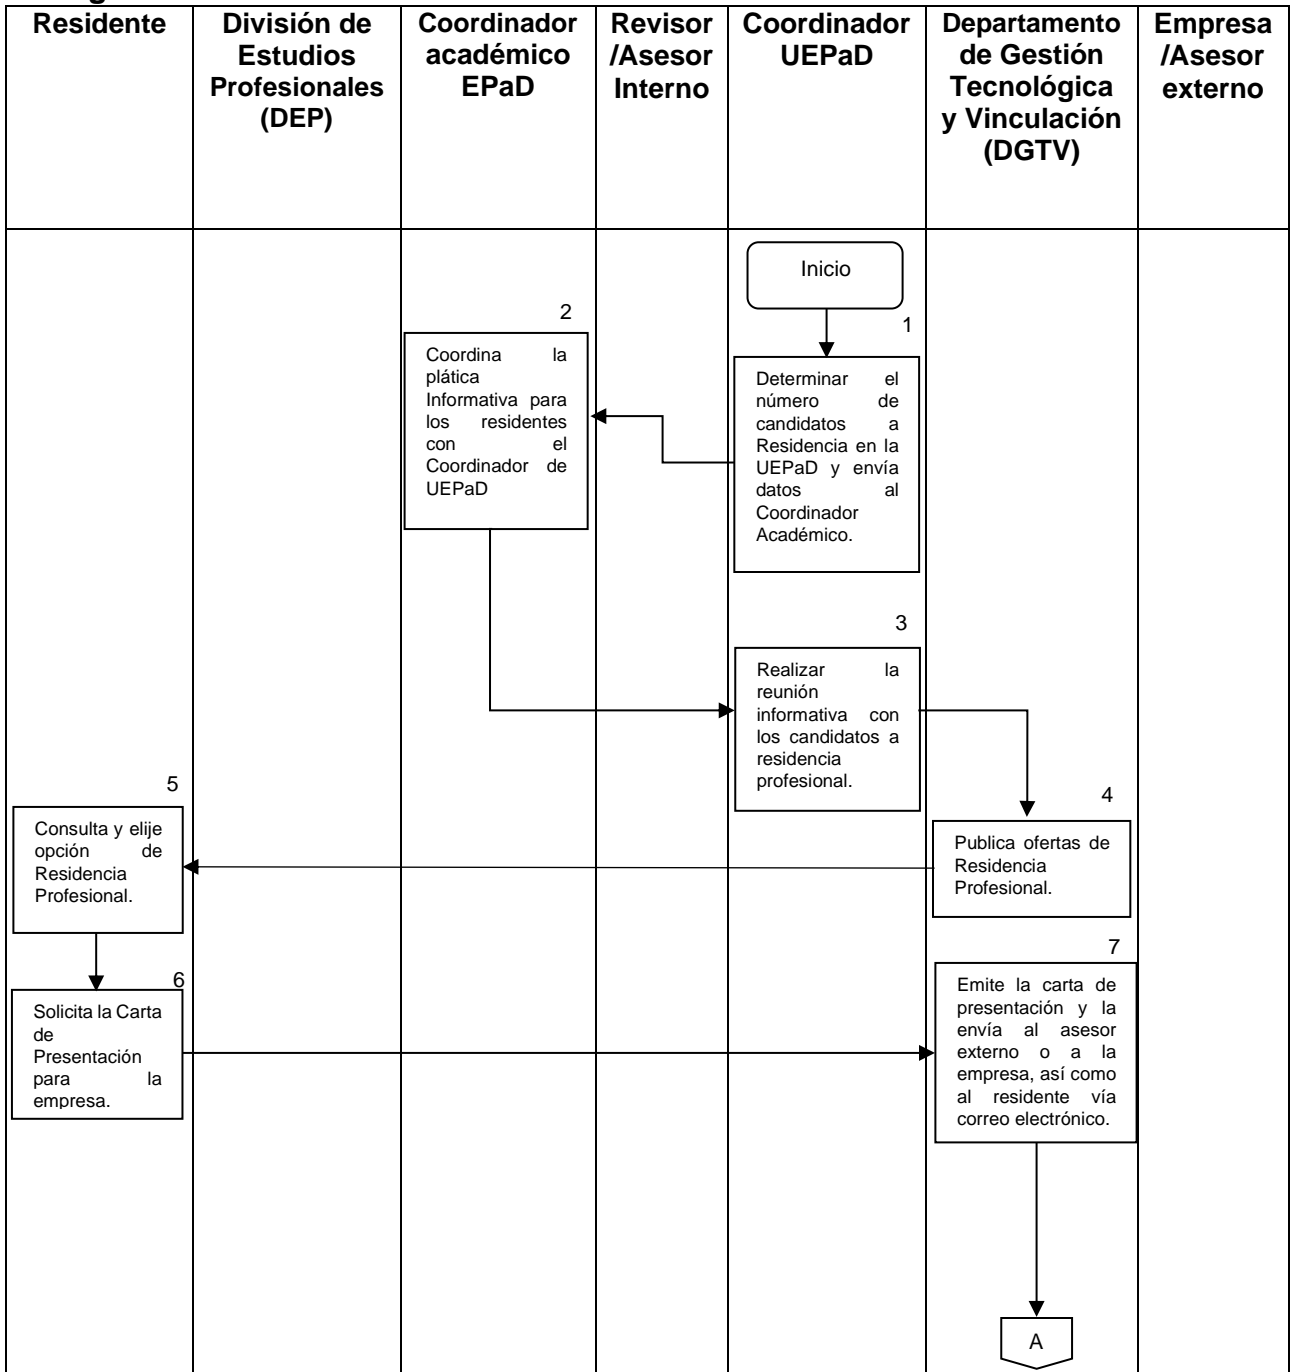 Residente
División de
Estudios
Profesionales
(DEP)
Coordinador
académico
EPaD
Revisor
/Asesor
Interno
Coordinador
UEPaD
Departamento
de Gestión
Tecnológica
y Vinculación
(DGTV)
Empresa
/Asesor
externo
Inicio
1
Determinar el
número de
candidatos a
Residencia en la
UEPaD y envía
datos al
Coordinador
Académico.
2
Coordina la
plática
Informativa para
los residentes
con el
Coordinador de
UEPaD
3
Realizar la
reunión
informativa con
los candidatos a
residencia
profesional.
4
Publica ofertas de
Residencia
Profesional.
5
Consulta y elije
opción de
Residencia
Profesional.
6
Solicita la Carta
de
Presentación
para la
empresa.
7
Emite la carta de
presentación y la
envía al asesor
externo o a la
empresa, así como
al residente vía
correo electrónico.
A